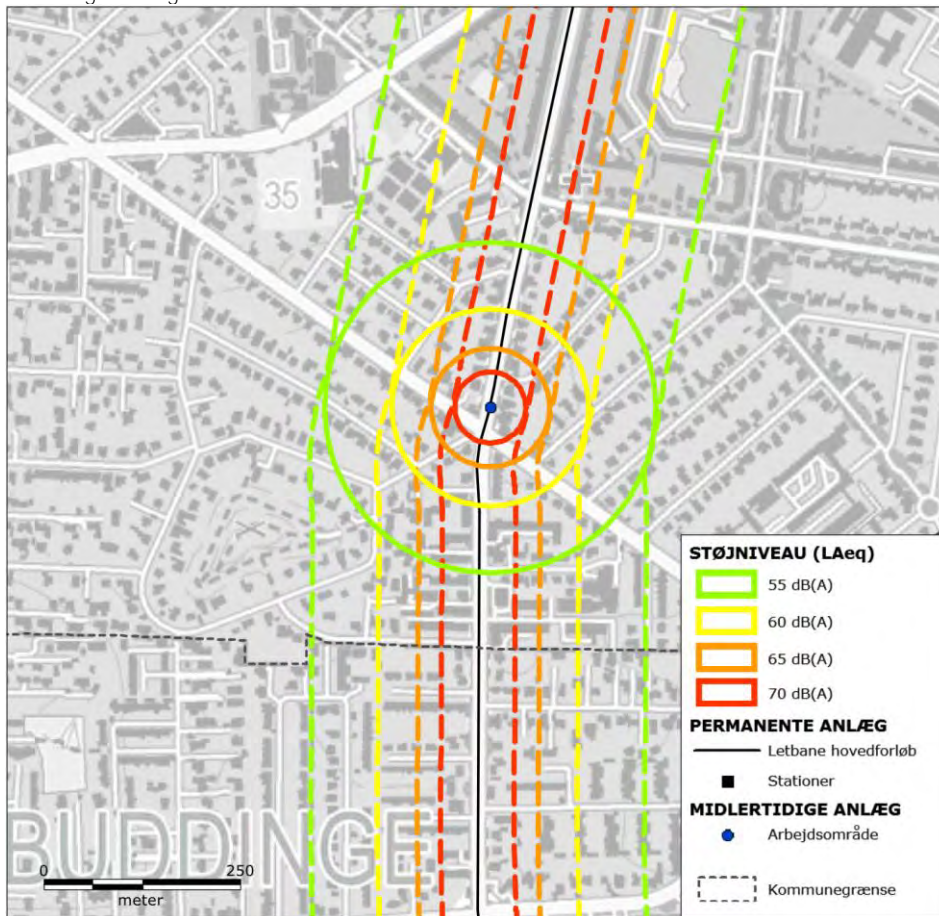 35
BUDDINGE
0 250
meter
STØJNIVEAU (LAeq)
55 dB(A)
60 dB(A)
65 dB(A)
70 dB(A)
PERMANENTE ANLÆG
Letbane hovedforløb
Stationer
MIDLERTIDIGE ANLÆG
Arbejdsområde
Kommunegrænse